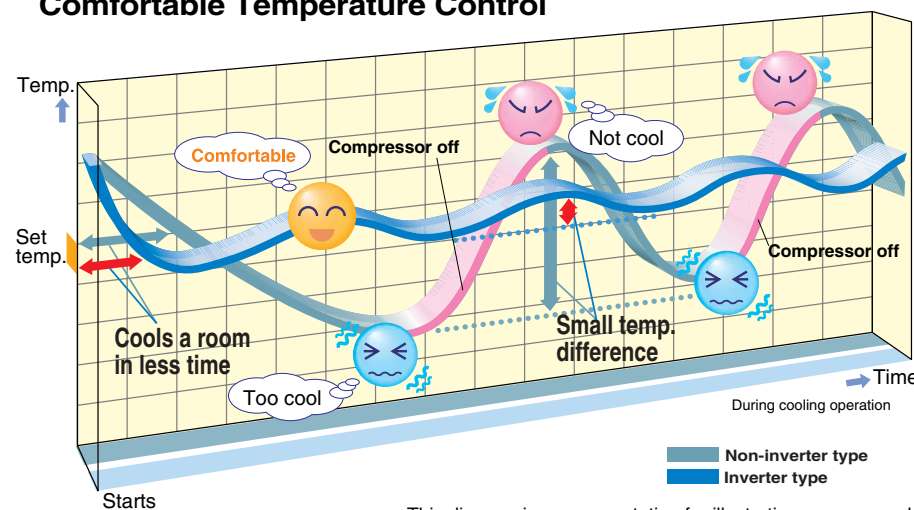 Comfortable Temperature Control
Temp.
Comfortable
Compressor off
Not cool
Set
temp.
Compressor off
Cools a room
in less time
Small temp.
difference
Too cool
Time
During cooling operation
Non-inverter type
Inverter type
Starts